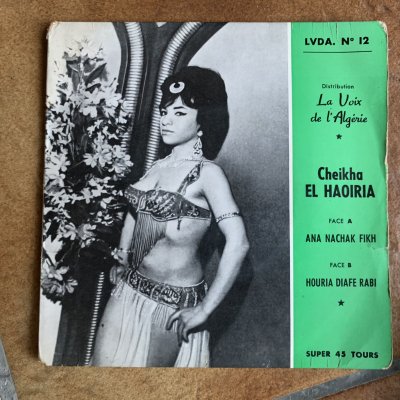 LVDA. Nº 12
Distribution
La Voix
de l'Algérie
Cheikha
EL HAOIRIA
FACE A
ANA NACHAK FIKH
FACE B
HOURIA DIAFE RABI
SUPER 45 TOURS